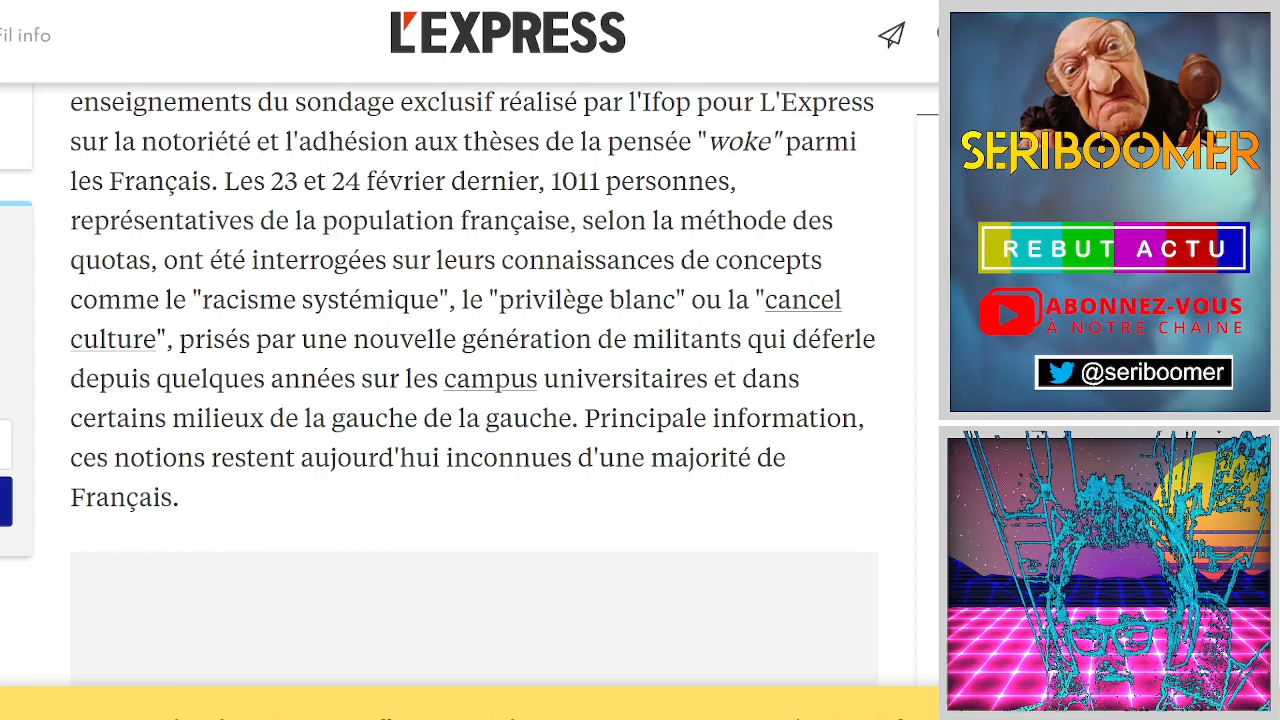 Fil info
L'EXPRESS
enseignements du sondage exclusif réalisé par l'Ifop pour L'Express
sur la notoriété et l'adhésion aux thèses de la pensée "woke" parmi
les Français. Les 23 et 24 février dernier, 1011 personnes,
représentatives de la population française, selon la méthode des
quotas, ont été interrogées sur leurs connaissances de concepts
comme le "racisme systémique", le "privilège blanc" ou la "cancel
culture", prisés par une nouvelle génération de militants qui déferle
depuis quelques années sur les campus universitaires et dans
certains milieux de la gauche de la gauche. Principale information,
ces notions restent aujourd'hui inconnues d'une majorité de
Français.
SERIBOOMER
REBUT ACTU
ABONNEZ-VOUS
À NOTRE CHAINE
@seriboomer